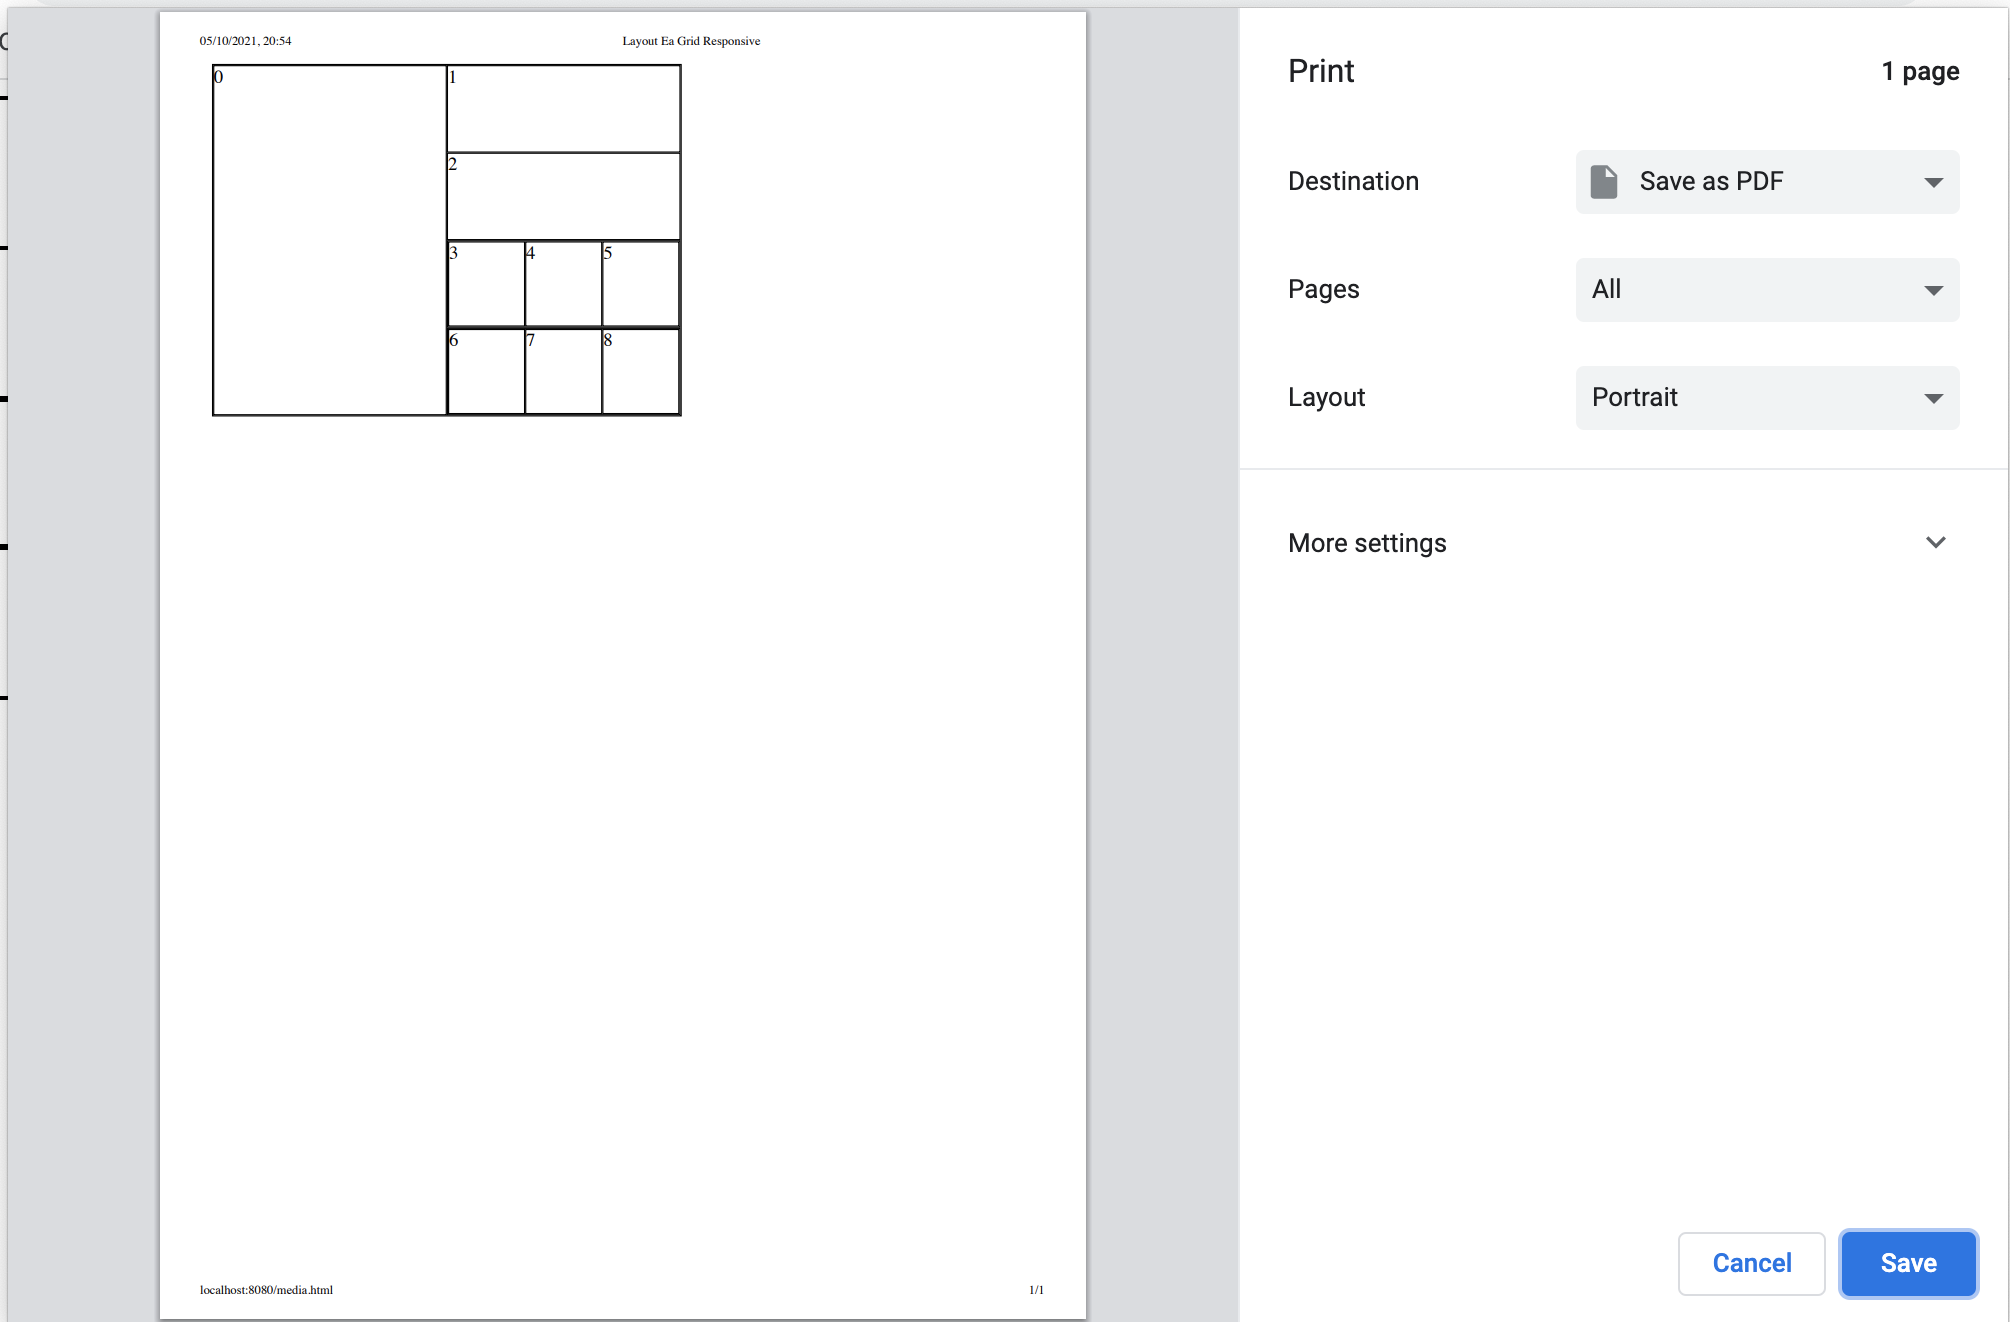 05/10/2021, 20:54 Layout Ea Grid Responsive
0 1
2
3 4 5
6 7 8
localhost:8080/media.html 1/1
Print 1 page
Destination Save as PDF
Pages All
Layout Portrait
More settings
Cancel Save